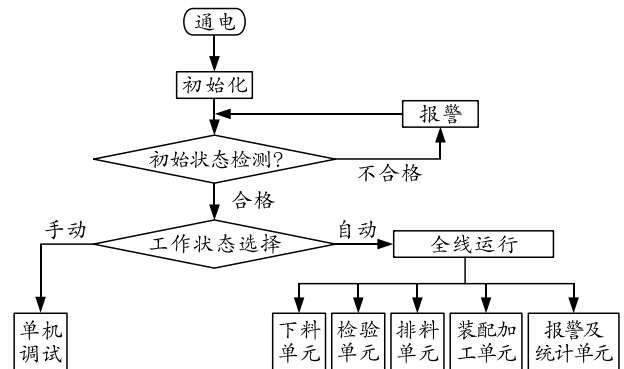 通电
初始化
报警
初始状态检测?
不合格
合格
手动
工作状态选择
自动
全线运行
单机
调试
下料
单元
检验
单元
排料
单元
装配加
工单元
报警及
统计单元